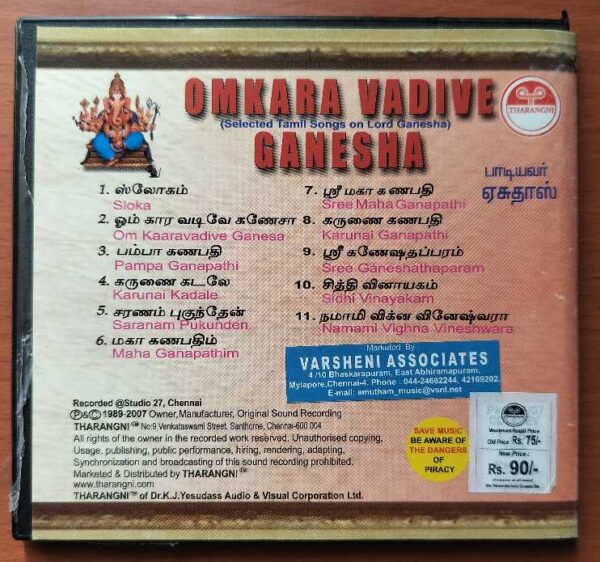 OMKARA VADIVE
(Selected Tamil Songs on Lord Ganesha)
GANESHA
THARANGNI
பாடியவர்
ஏசுதாஸ்
1. ஸ்லோகம்
Sloka
2. ஓம் கார வடிவே கணேசா
Om Kaaravadive Ganesa
3. பம்பா கணபதி
Pampa Ganapathi
4. கருணை கடலே
Karunai Kadale
5. சரணம் புகுந்தேன்
Saranam Pukunden
6. மகா கணபதிம்
Maha Ganapathim
7. ஸ்ரீ மகா கணபதி
Sree Maha Ganapathi
8. கருணை கணபதி
Karunai Ganapathi
9. ஸ்ரீ கணேஷதப்பரம்
Sree Ganeshathaparam
10. சித்தி வினாயகம்
Sidhi Vinayakam
11. நமாமி விக்ன வினேஷ்வரா
Namami Vighna Vineshwara
Marketed By
VARSHENI ASSOCIATES
4 /10 Bhaskarapuram, East Abhiramapuram,
Mylapore,Chennai-4. Phone : 044-24662244, 42169202.
E-mail: amutham_music@vsnl.net
Recorded @Studio 27, Chennai
℗&© 1989-2007 Owner,Manufacturer, Original Sound Recording
THARANGNI No:9.Venkataswami Street, Santhome, Chennai-600 004
All rights of the owner in the recorded work reserved. Unauthorised copying,
Usage, publishing, public performance, hiring, rendering, adapting.
Synchronization and broadcasting of this sound recording prohibited.
Marketed & Distributed by THARANGNI
www.tharangni.com
THARANGNI of Dr.K.J.Yesudass Audio & Visual Corporation Ltd.
SAVE MUSIC
BE AWARE OF
THE DANGERS
OF
PIRACY
Maximum Retail Price
Old Price: Rs. 75/-
New Price :
Rs. 90/-